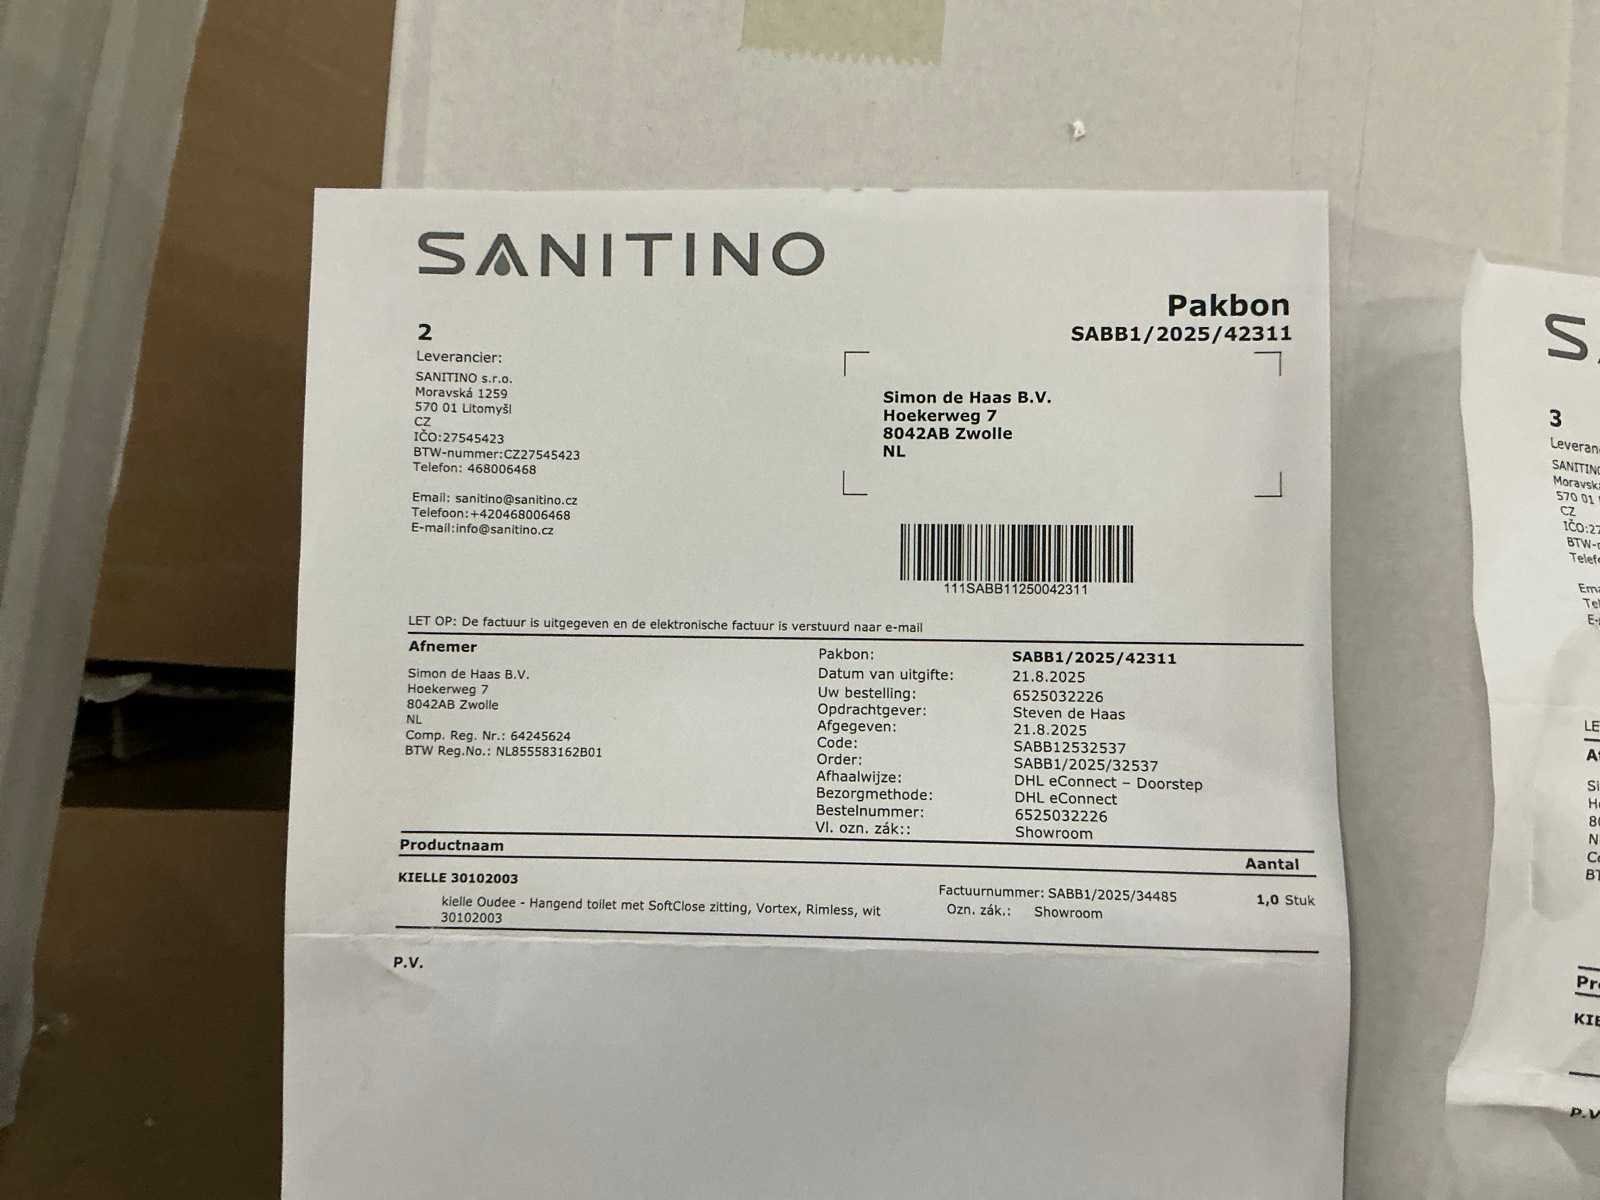 SANITINO
Pakbon
SABB1/2025/42311
2
Leverancier:
SANITINO s.r.o.
Moravská 1259
570 01 Litomyšl
CZ
IČO:27545423
BTW-nummer:CZ27545423
Telefon: 468006468
Email: sanitino@sanitino.cz
Telefoon:+420468006468
E-mail:info@sanitino.cz
Simon de Haas B.V.
Hoekerweg 7
8042AB Zwolle
NL
111SABB11250042311
LET OP: De factuur is uitgegeven en de elektronische factuur is verstuurd naar e-mail
Afnemer
Simon de Haas B.V.
Hoekerweg 7
8042AB Zwolle
NL
Comp. Reg. Nr.: 64245624
BTW Reg.No.: NL855583162B01
Pakbon: SABB1/2025/42311
Datum van uitgifte: 21.8.2025
Uw bestelling: 6525032226
Opdrachtgever: Steven de Haas
Afgegeven: 21.8.2025
Code: SABB12532537
Order: SABB1/2025/32537
Afhaalwijze: DHL eConnect – Doorstep
Bezorgmethode: DHL eConnect
Bestelnummer: 6525032226
Vl. ozn. zák:: Showroom
Productnaam Aantal
KIELLE 30102003
kielle Oudee - Hangend toilet met SoftClose zitting, Vortex, Rimless, wit
30102003
Factuurnummer: SABB1/2025/34485 1,0 Stuk
Ozn. zák.: Showroom
P.V.
3
570 01
CZ
P.V